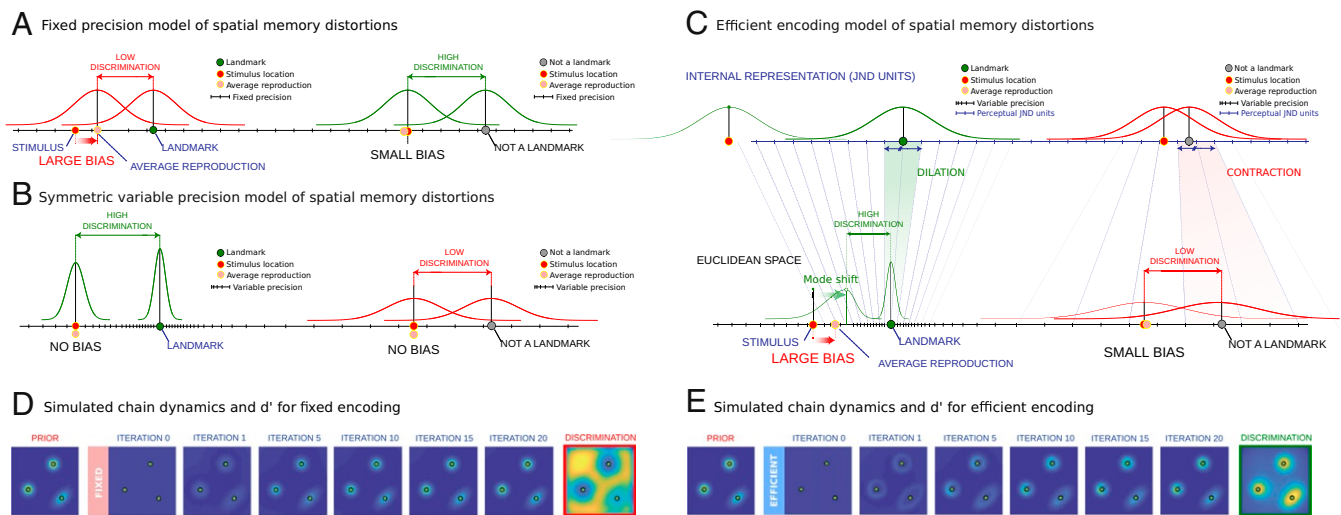 A Fixed precision model of spatial memory distortions
LOW
DISCRIMINATION
Landmark
Stimulus location
Average reproduction
Fixed precision
STIMULUS
LARGE BIAS
LANDMARK
AVERAGE REPRODUCTION
HIGH
DISCRIMINATION
Not a landmark
Stimulus location
Average reproduction
Fixed precision
SMALL BIAS
NOT A LANDMARK
B Symmetric variable precision model of spatial memory distortions
HIGH
DISCRIMINATION
Landmark
Stimulus location
Average reproduction
Variable precision
NO BIAS
LANDMARK
LOW
DISCRIMINATION
Not a landmark
Stimulus location
Average reproduction
Variable precision
NO BIAS
NOT A LANDMARK
C Efficient encoding model of spatial memory distortions
INTERNAL REPRESENTATION (JND UNITS)
Landmark
Stimulus location
Average reproduction
Variable precision
Perceptual JND units
Not a landmark
Stimulus location
Average reproduction
Variable precision
Perceptual JND units
DILATION
CONTRACTION
HIGH
DISCRIMINATION
LOW
DISCRIMINATION
EUCLIDEAN SPACE
Mode shift
STIMULUS
LARGE BIAS
LANDMARK
AVERAGE REPRODUCTION
SMALL BIAS
NOT A LANDMARK
D Simulated chain dynamics and d' for fixed encoding
PRIOR
FIXED
ITERATION 0
ITERATION 1
ITERATION 5
ITERATION 10
ITERATION 15
ITERATION 20
DISCRIMINATION
E Simulated chain dynamics and d' for efficient encoding
PRIOR
EFFICIENT
ITERATION 0
ITERATION 1
ITERATION 5
ITERATION 10
ITERATION 15
ITERATION 20
DISCRIMINATION